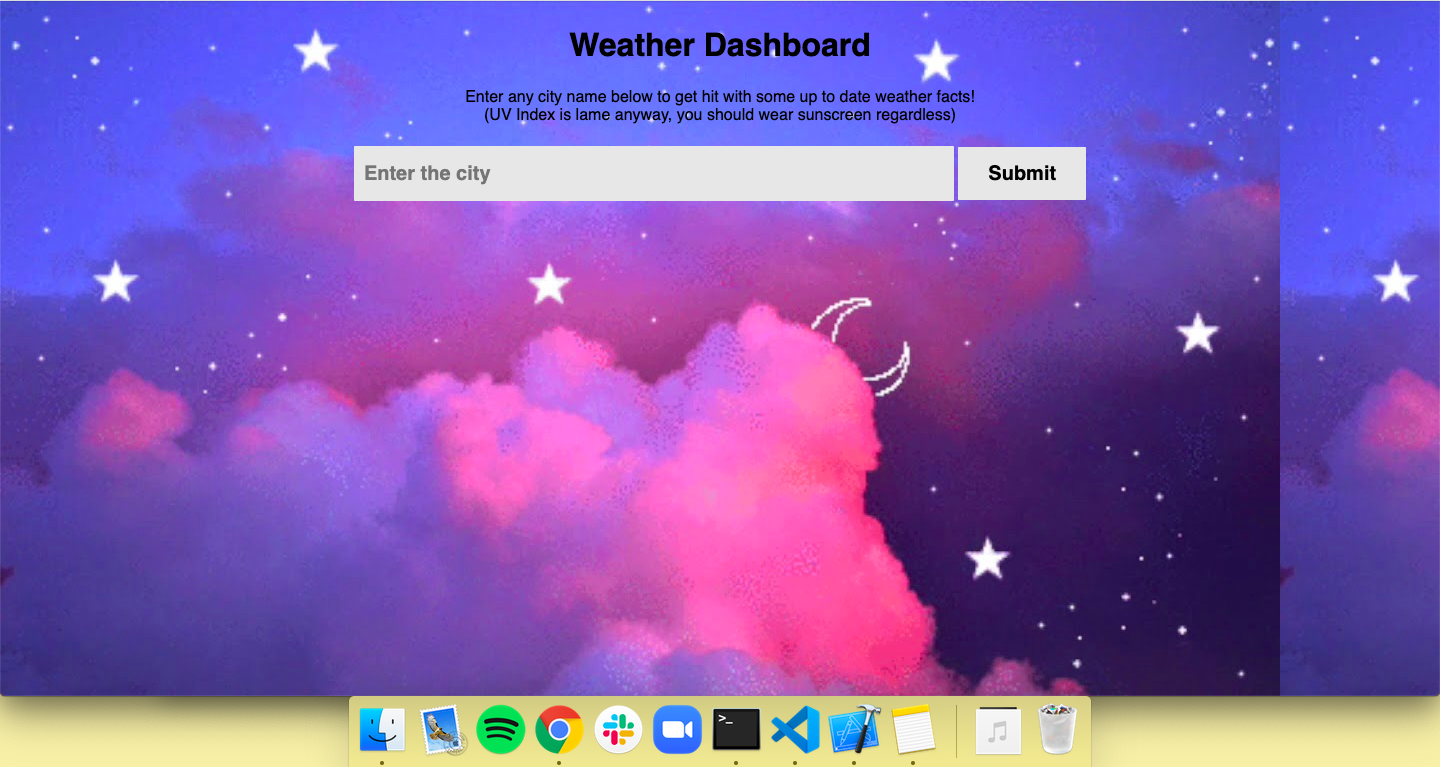 Weather Dashboard
Enter any city name below to get hit with some up to date weather facts!
(UV Index is lame anyway, you should wear sunscreen regardless)
Enter the city
Submit
>_